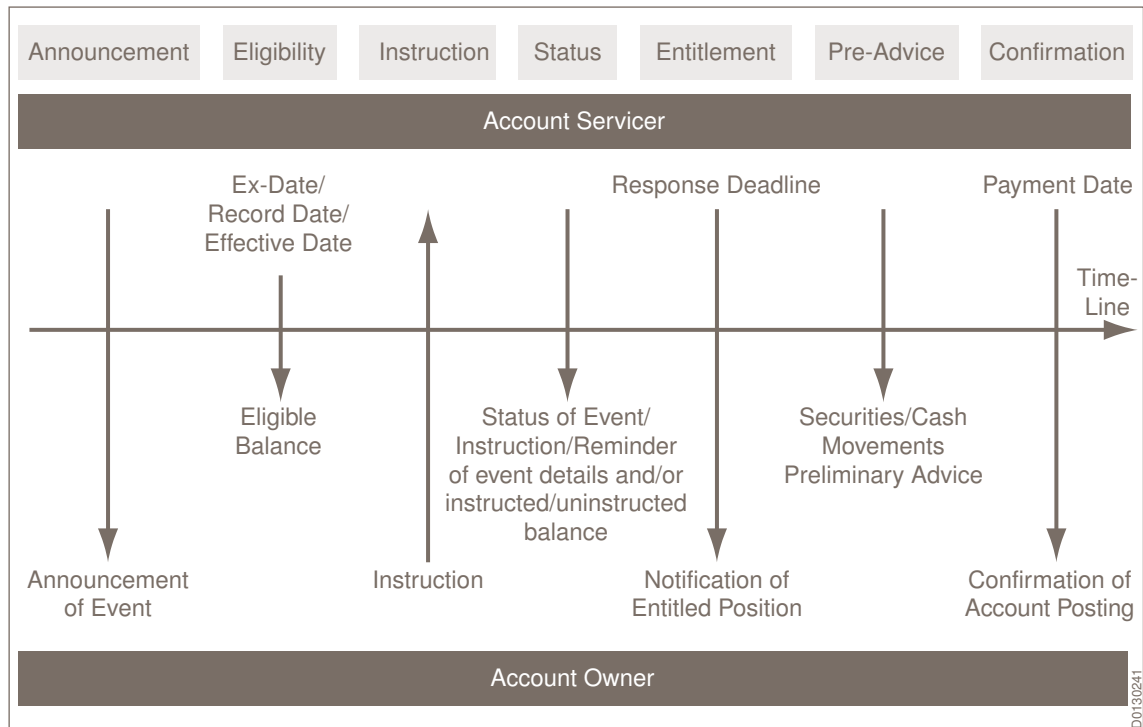 Announcement
Eligibility
Instruction
Status
Entitlement
Pre-Advice
Confirmation
Account Servicer
Ex-Date/
Record Date/
Effective Date
Response Deadline
Payment Date
Time-
Line
Eligible
Balance
Status of Event/
Instruction/Reminder
of event details and/or
instructed/uninstructed
balance
Securities/Cash
Movements
Preliminary Advice
Announcement
of Event
Instruction
Notification of
Entitled Position
Confirmation of
Account Posting
Account Owner
D0130241